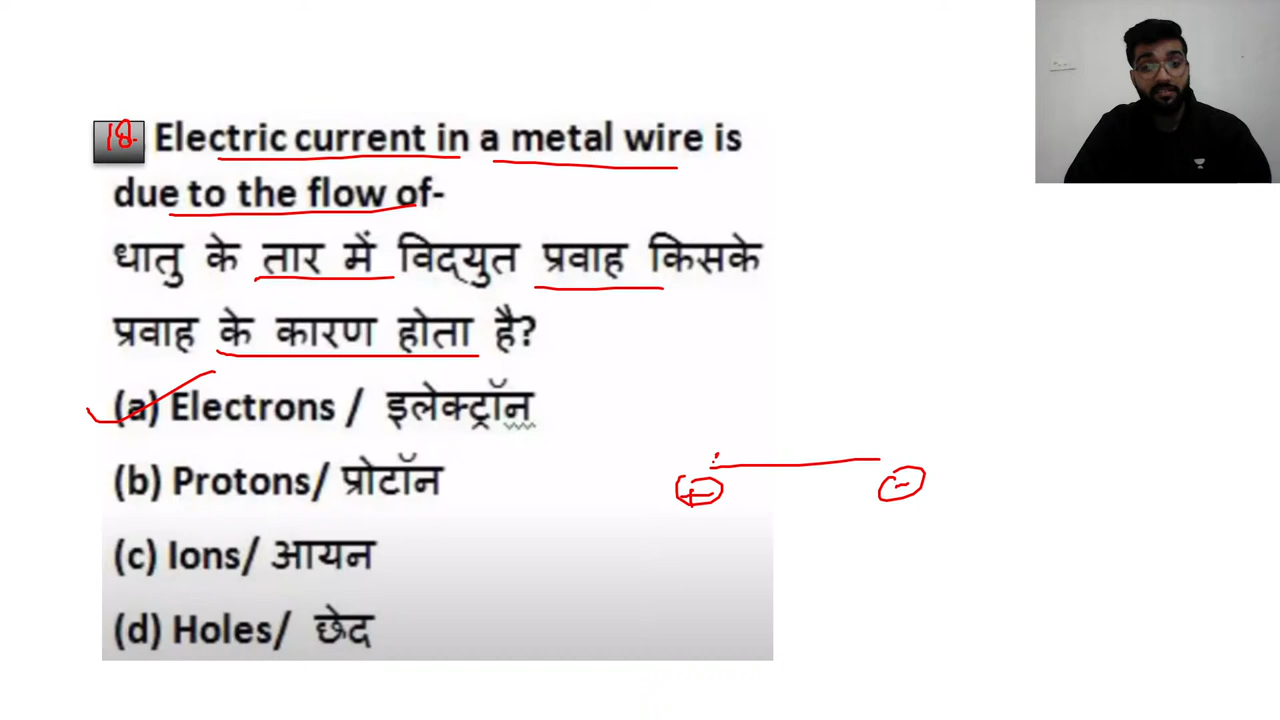 18. Electric current in a metal wire is
due to the flow of-
धातु के तार में विद्युत प्रवाह किसके
प्रवाह के कारण होता है?
(a) Electrons / इलेक्ट्रॉन
(b) Protons/ प्रोटॉन
(c) Ions/ आयन
(d) Holes/ छेद
+ -